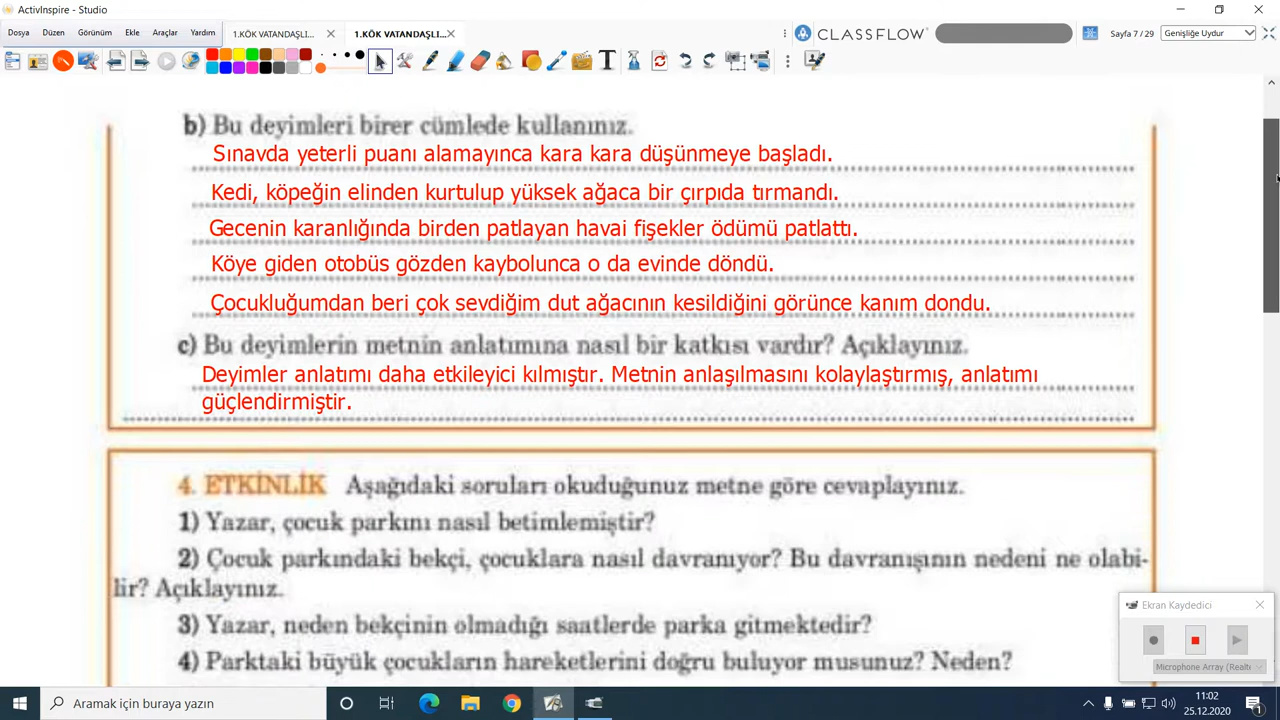 ActivInspire - Studio
Dosya Düzen Görünüm Ekle Araçlar Yardım
1.KÖK VATANDAŞLI...
1.KÖK VATANDAŞLI...
CLASSFLOW
Sayfa 7 / 29
Genişliğe Uydur
b) Bu deyimleri birer cümlede kullanınız.
Sınavda yeterli puanı alamayınca kara kara düşünmeye başladı.
Kedi, köpeğin elinden kurtulup yüksek ağaca bir çırpıda tırmandı.
Gecenin karanlığında birden patlayan havai fişekler ödümü patlattı.
Köye giden otobüs gözden kaybolunca o da evinde döndü.
Çocukluğumdan beri çok sevdiğim dut ağacının kesildiğini görünce kanım dondu.
c) Bu deyimlerin metnin anlatımına nasıl bir katkısı vardır? Açıklayınız.
Deyimler anlatımı daha etkileyici kılmıştır. Metnin anlaşılmasını kolaylaştırmış, anlatımı
güçlendirmiştir.
4. ETKİNLİK Aşağıdaki soruları okuduğunuz metne göre cevaplayınız.
1) Yazar, çocuk parkını nasıl betimlemiştir?
2) Çocuk parkındaki bekçi, çocuklara nasıl davranıyor? Bu davranışının nedeni ne olabi-
lir? Açıklayınız.
3) Yazar, neden bekçinin olmadığı saatlerde parka gitmektedir?
4) Parktaki büyük çocukların hareketlerini doğru buluyor musunuz? Neden?
Ekran Kaydedici
Microphone Array (Realte
Aramak için buraya yazın
11:02
25.12.2020
1